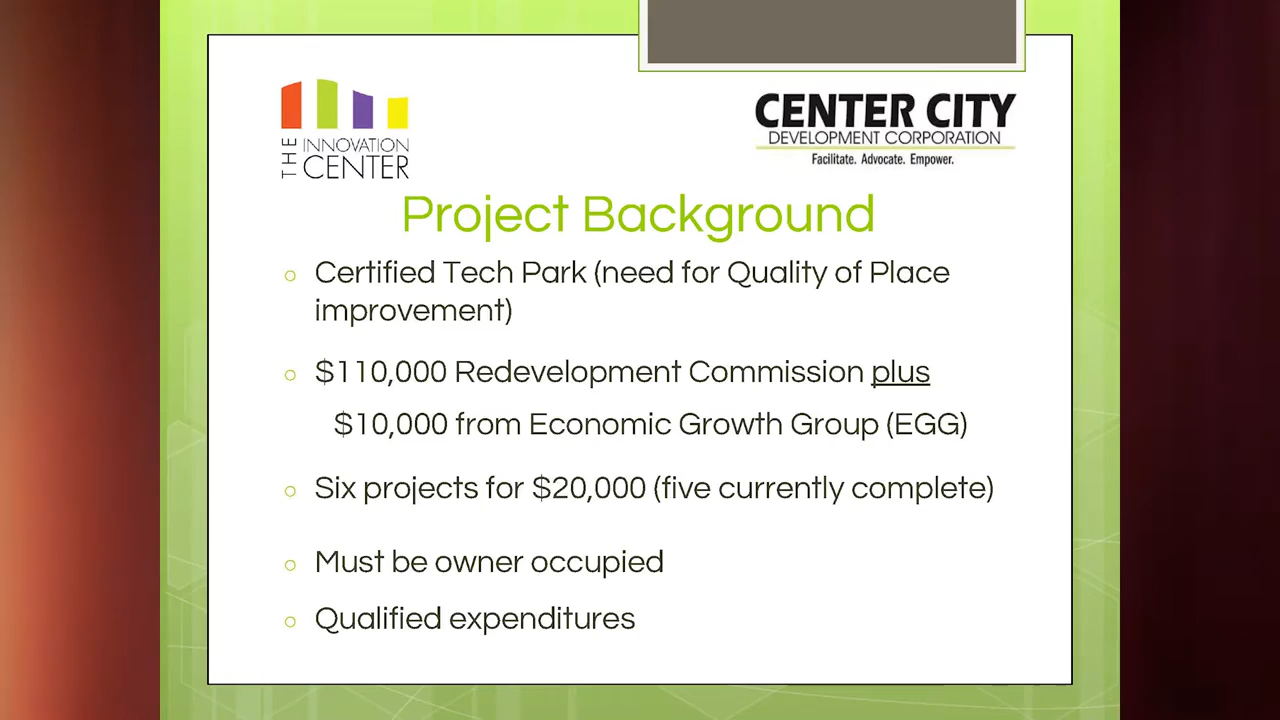 THE INNOVATION
CENTER
CENTER CITY
DEVELOPMENT CORPORATION
Facilitate. Advocate. Empower.
Project Background
Certified Tech Park (need for Quality of Place
improvement)
$110,000 Redevelopment Commission plus
$10,000 from Economic Growth Group (EGG)
Six projects for $20,000 (five currently complete)
Must be owner occupied
Qualified expenditures